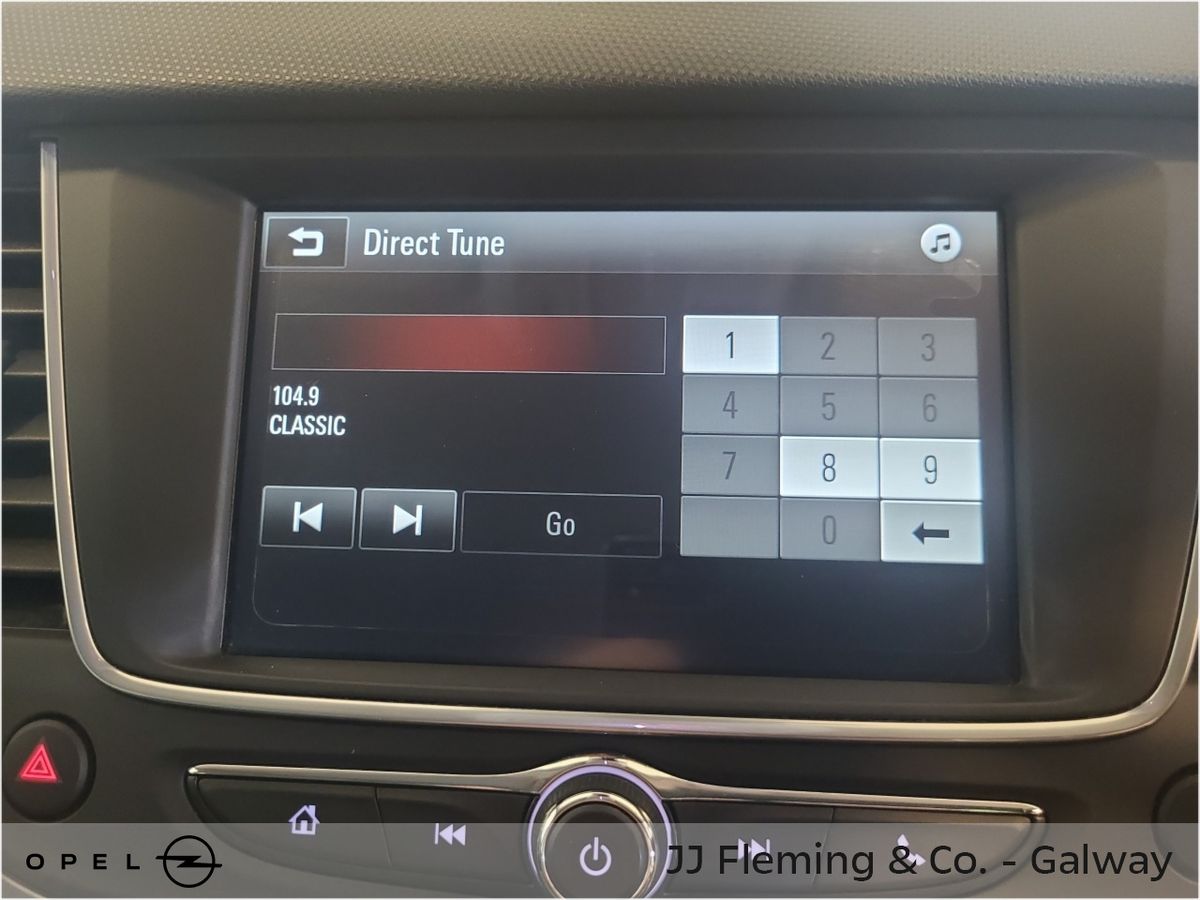 Direct Tune
104.9
CLASSIC
Go
1 2 3
4 5 6
7 8 9
0
OPEL
JJ Fleming & Co. - Galway